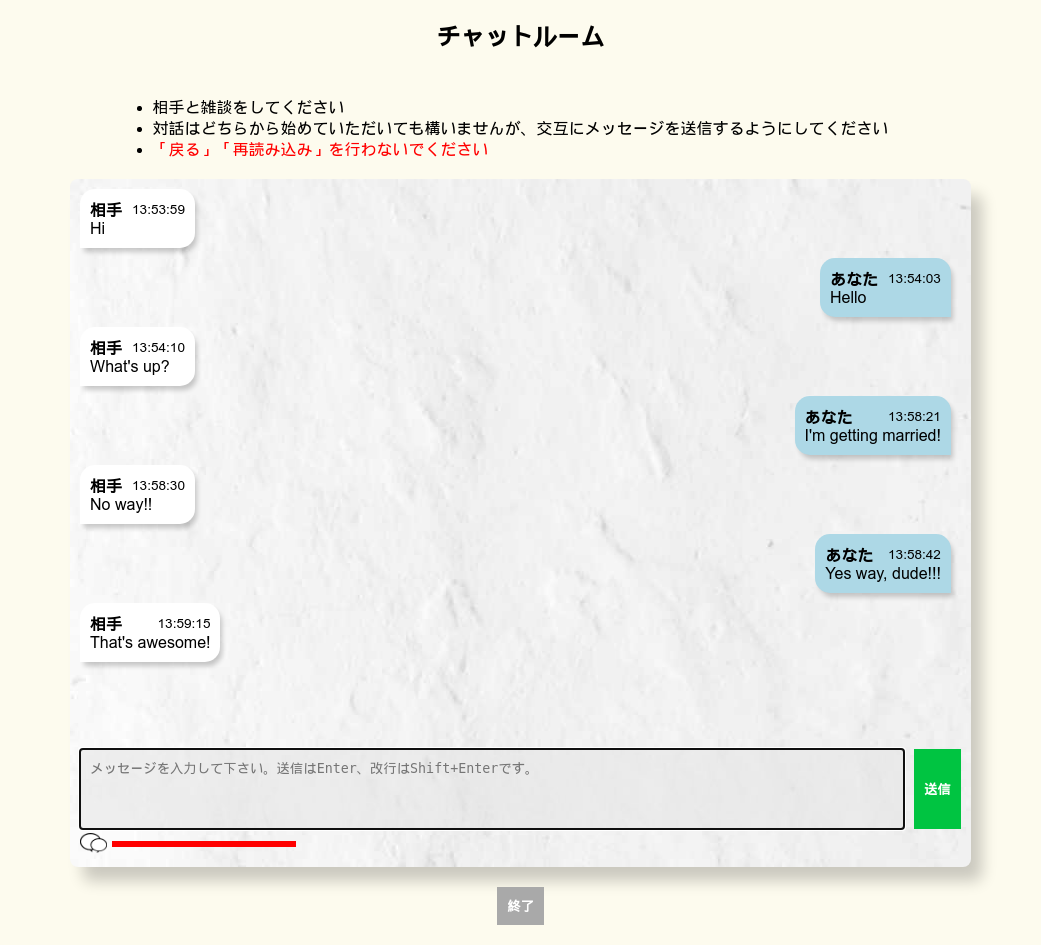 チャットルーム
相手と雑談をしてください
対話はどちらから始めていただいても構いませんが、交互にメッセージを送信するようにしてください
「戻る」「再読み込み」を行わないでください
相手 13:53:59
Hi
あなた 13:54:03
Hello
相手 13:54:10
What's up?
あなた 13:58:21
I'm getting married!
相手 13:58:30
No way!!
あなた 13:58:42
Yes way, dude!!!
相手 13:59:15
That's awesome!
メッセージを入力して下さい。送信はEnter、改行はShift+Enterです。
送信
終了